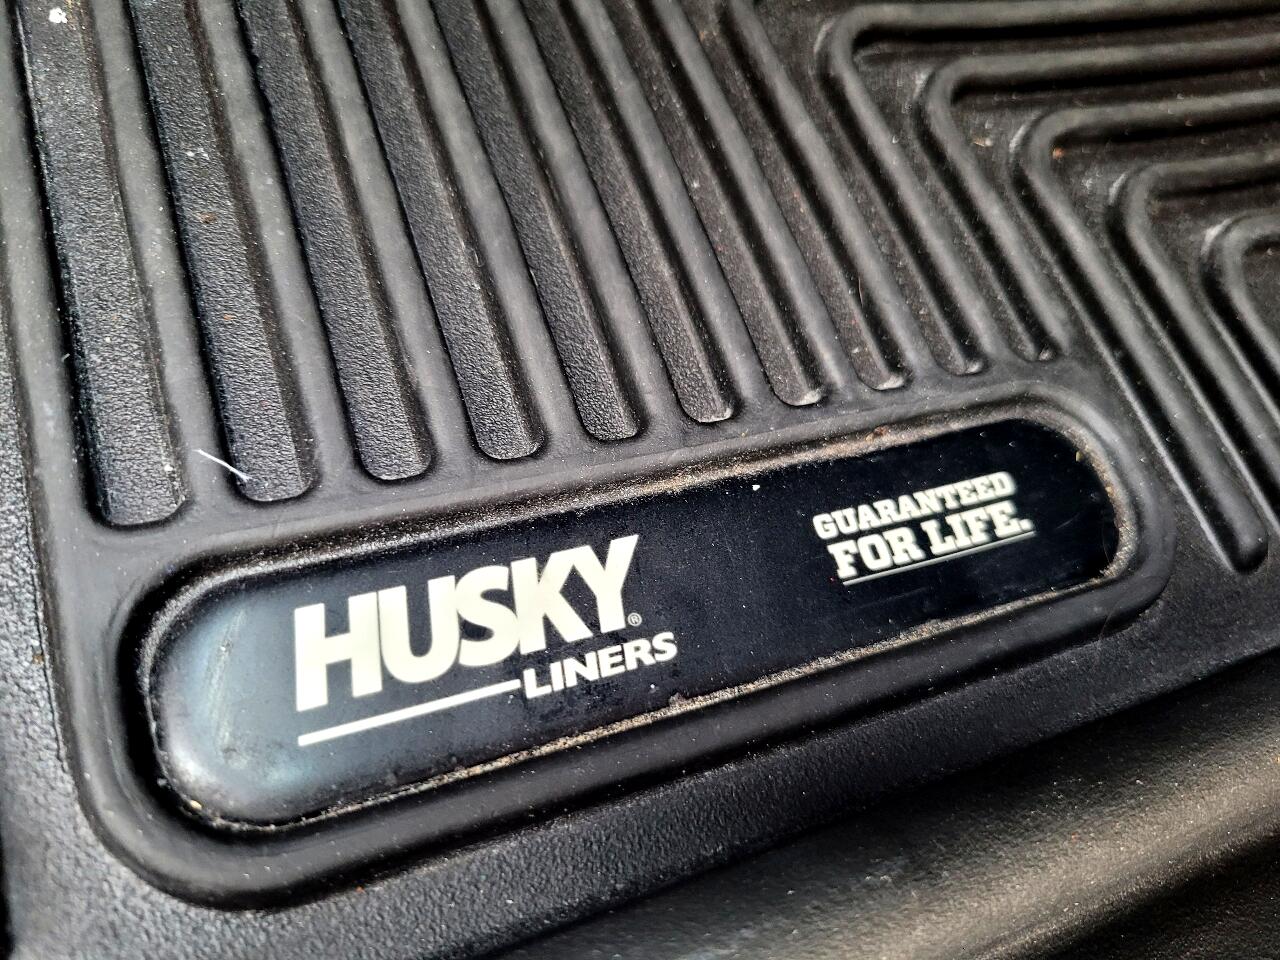 HUSKY®
LINERS
GUARANTEED
FOR LIFE.